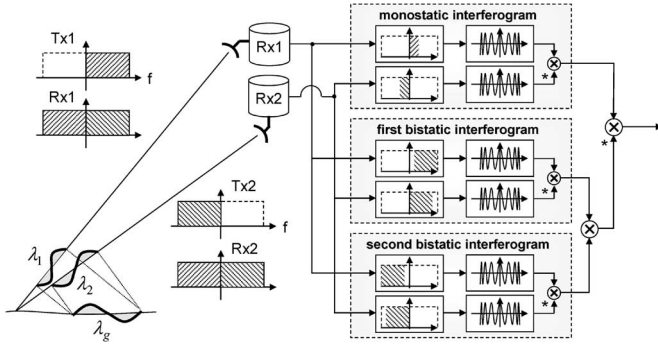 monostatic interferogram
Tx1
f
Rx1
Rx1
Rx2
*
*
first bistatic interferogram
*
*
Tx2
f
Rx2
*
second bistatic interferogram
*
*
λ1
λ2
λg